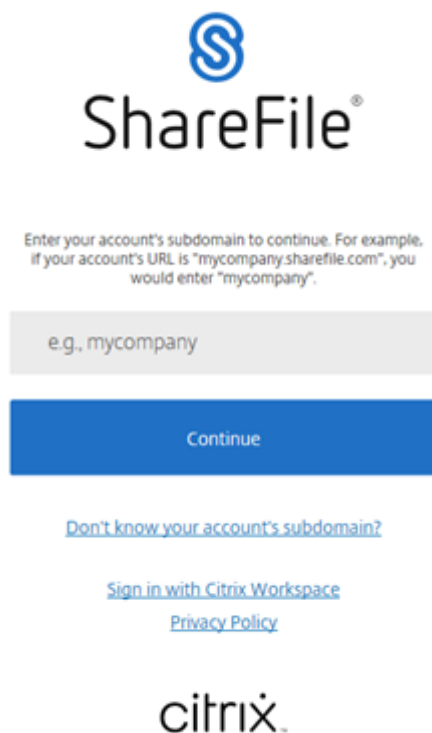 ShareFile®
Enter your account's subdomain to continue. For example,
if your account's URL is "mycompany.sharefile.com", you
would enter "mycompany".
e.g., mycompany
Continue
Don't know your account's subdomain?
Sign in with Citrix Workspace
Privacy Policy
citrix™